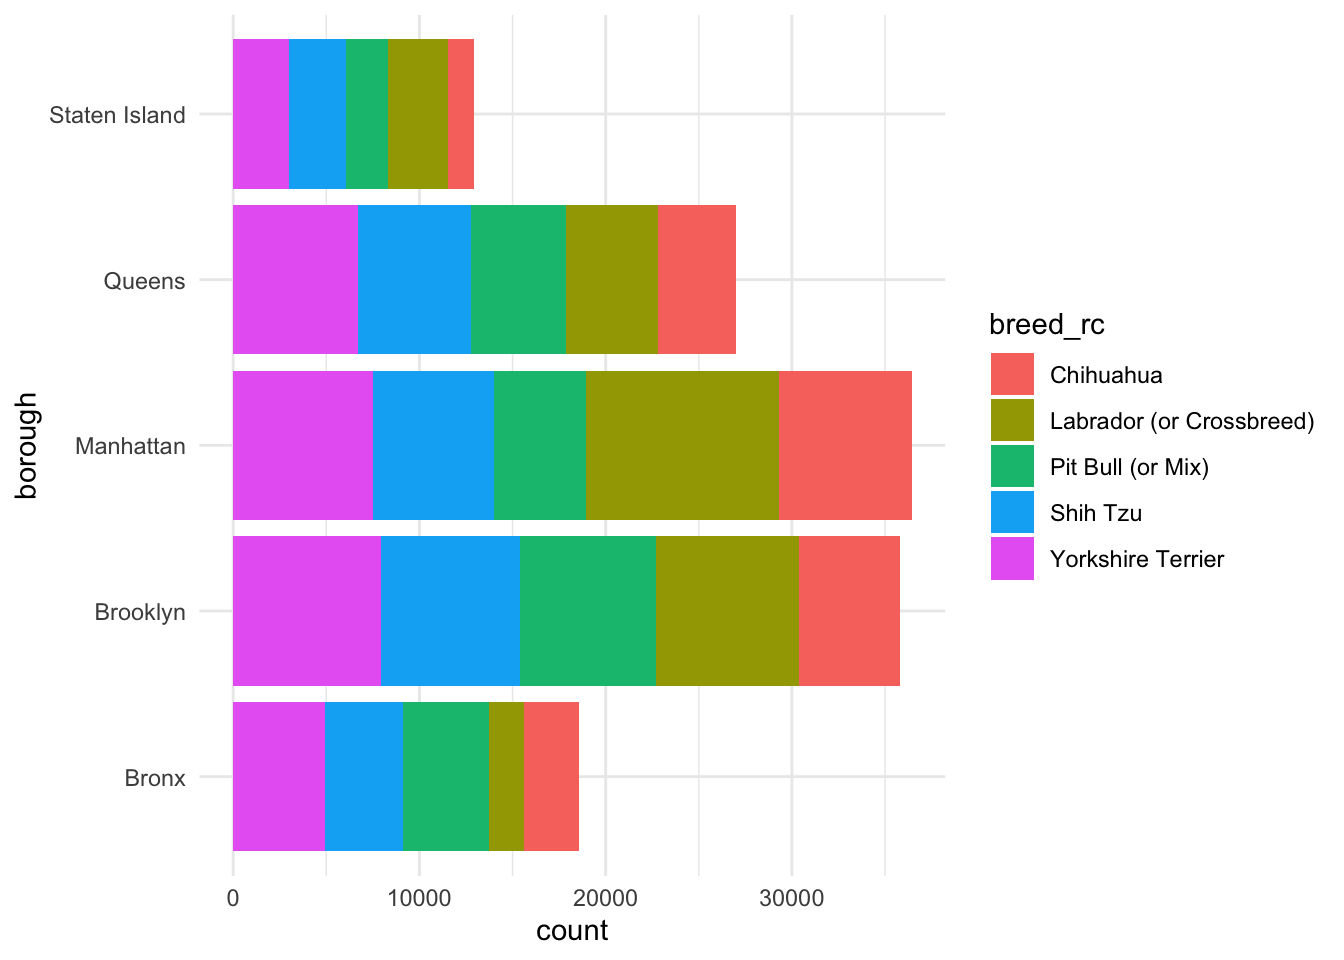 borough
Staten Island
Queens
Manhattan
Brooklyn
Bronx
0 10000 20000 30000
count
breed_rc
Chihuahua
Labrador (or Crossbreed)
Pit Bull (or Mix)
Shih Tzu
Yorkshire Terrier